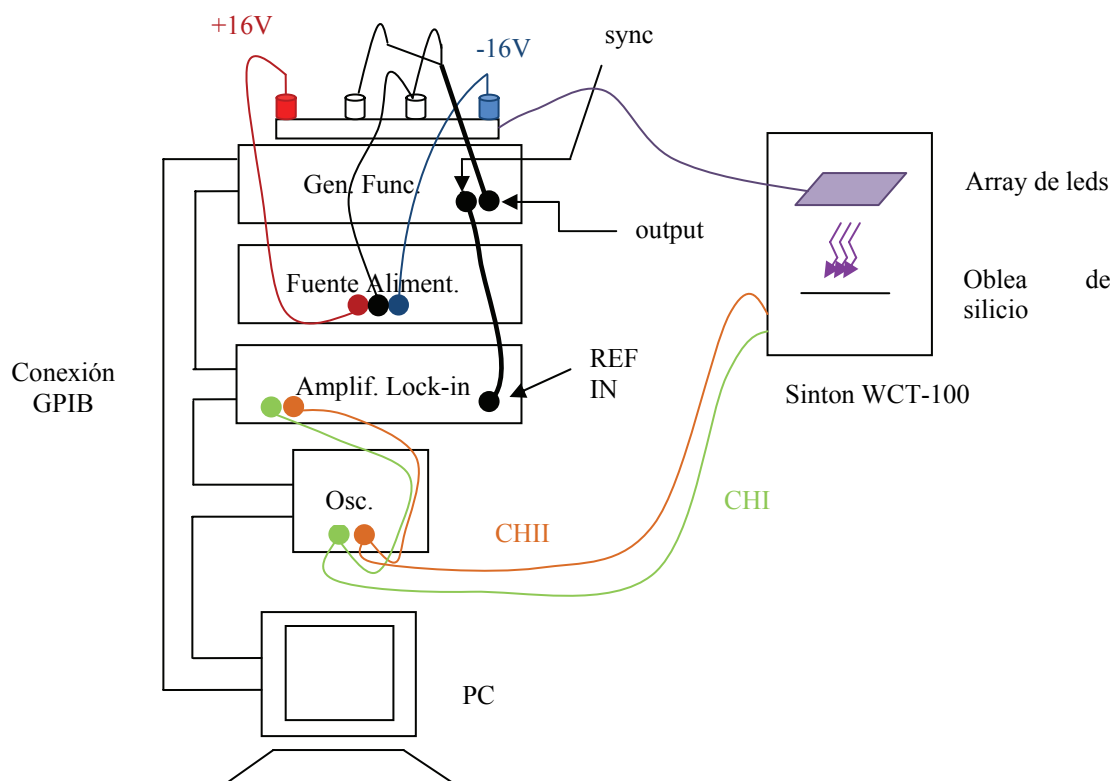 +16V
-16V
sync
Gen. Func.
output
Array de leds
Fuente Aliment.
Oblea de
silicio
Conexión
GPIB
Amplif. Lock-in
REF
IN
Sinton WCT-100
Osc.
CHII
CHI
PC